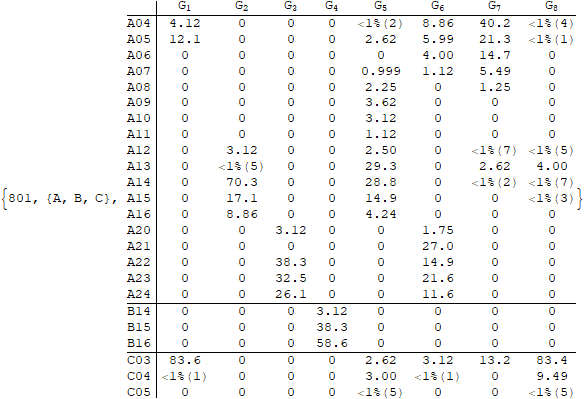 G1 G2 G3 G4 G5 G6 G7 G8
A04 4.12 0 0 0 <1%(2) 8.86 40.2 <1%(4)
A05 12.1 0 0 0 2.62 5.99 21.3 <1%(1)
A06 0 0 0 0 0 4.00 14.7 0
A07 0 0 0 0 0.999 1.12 5.49 0
A08 0 0 0 0 2.25 0 1.25 0
A09 0 0 0 0 3.62 0 0 0
A10 0 0 0 0 3.12 0 0 0
A11 0 0 0 0 1.12 0 0 0
A12 0 3.12 0 0 2.50 0 <1%(7) <1%(5)
A13 0 <1%(5) 0 0 29.3 0 2.62 4.00
A14 0 70.3 0 0 28.8 0 <1%(2) <1%(7)
{801, {A, B, C}, A15 0 17.1 0 0 14.9 0 0 <1%(3)}
A16 0 8.86 0 0 4.24 0 0 0
A20 0 0 3.12 0 0 1.75 0 0
A21 0 0 0 0 0 27.0 0 0
A22 0 0 38.3 0 0 14.9 0 0
A23 0 0 32.5 0 0 21.6 0 0
A24 0 0 26.1 0 0 11.6 0 0
B14 0 0 0 3.12 0 0 0 0
B15 0 0 0 38.3 0 0 0 0
B16 0 0 0 58.6 0 0 0 0
C03 83.6 0 0 0 2.62 3.12 13.2 83.4
C04 <1%(1) 0 0 0 3.00 <1%(1) 0 9.49
C05 0 0 0 0 <1%(5) 0 0 <1%(5)